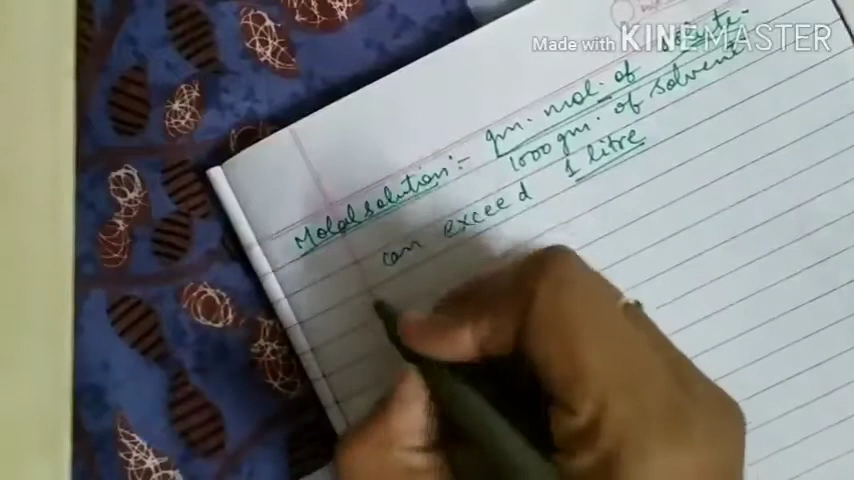 Made with KINEMASTER
Molal solution :- gm. mol. of solute.
1000 gm. of solvent
can exceed 1 litre